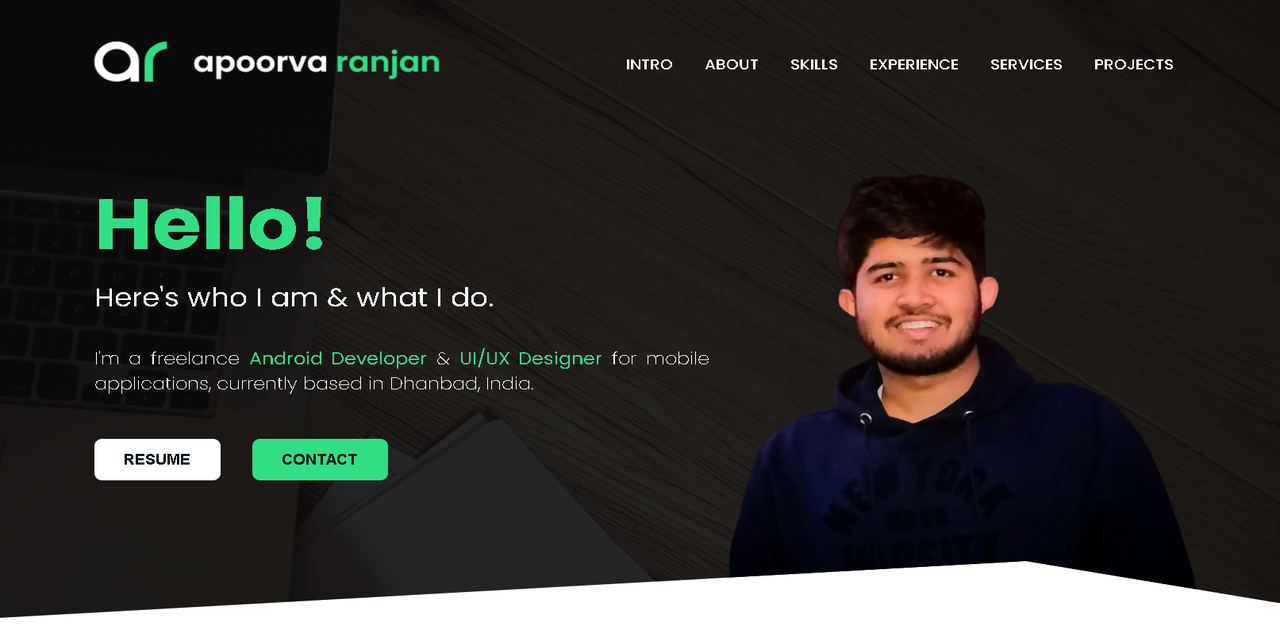 ar apoorva ranjan
INTRO ABOUT SKILLS EXPERIENCE SERVICES PROJECTS
Hello!
Here's who I am & what I do.
I'm a freelance Android Developer & UI/UX Designer for mobile
applications, currently based in Dhanbad, India.
RESUME CONTACT
NEW YORK
VARSITY